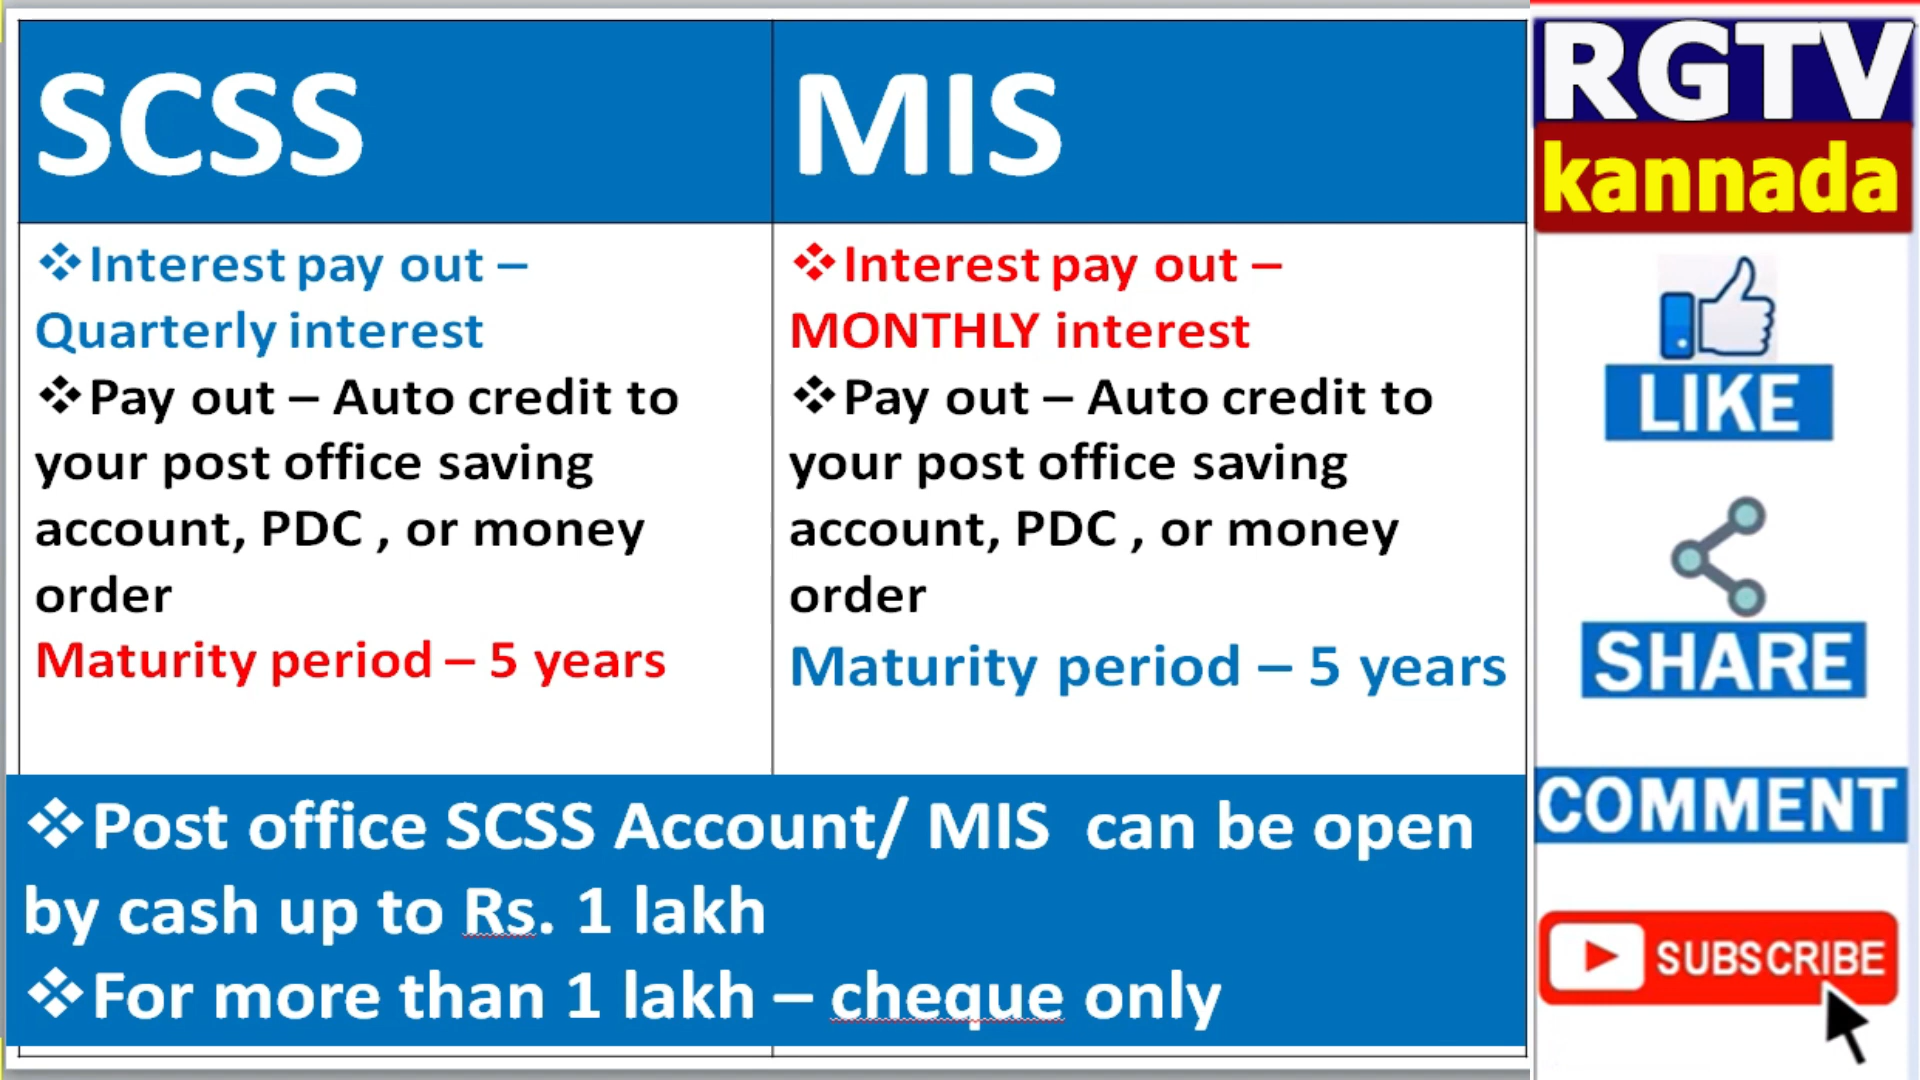 SCSS
MIS
❖Interest pay out –
Quarterly interest
❖Pay out – Auto credit to
your post office saving
account, PDC , or money
order
Maturity period – 5 years
❖Interest pay out –
MONTHLY interest
❖Pay out – Auto credit to
your post office saving
account, PDC , or money
order
Maturity period – 5 years
❖Post office SCSS Account/ MIS can be open
by cash up to Rs. 1 lakh
❖For more than 1 lakh – cheque only
RGTV
kannada
LIKE
SHARE
COMMENT
SUBSCRIBE